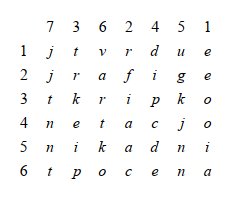 7 3 6 2 4 5 1
1 j t v r d u e
2 j r a f i g e
3 t k r i p k o
4 n e t a c j o
5 n i k a d n i
6 t p o c e n a